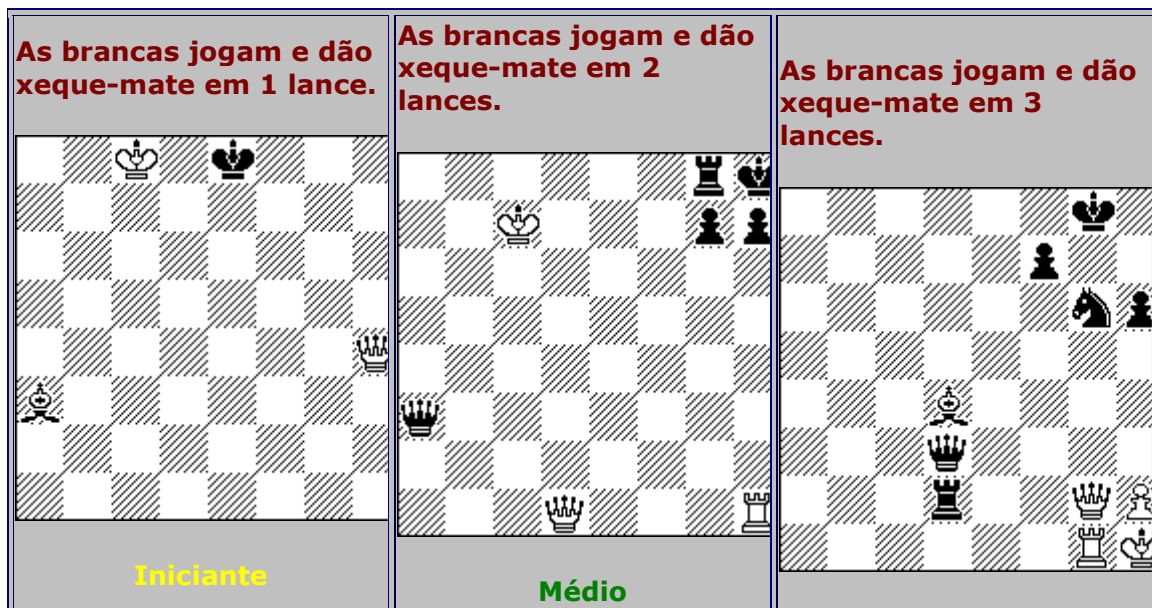 As brancas jogam e dão
xeque-mate em 1 lance.
Iniciante
As brancas jogam e dão
xeque-mate em 2
lances.
Médio
As brancas jogam e dão
xeque-mate em 3
lances.